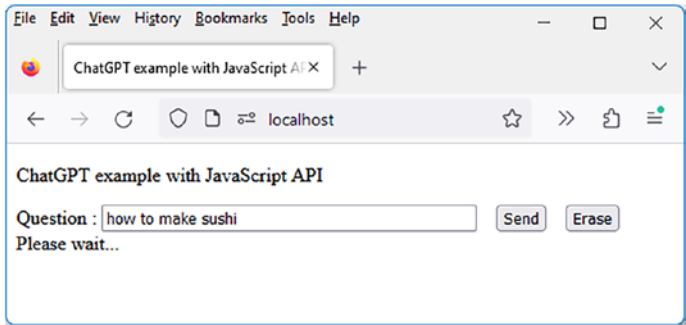 File Edit View History Bookmarks Tools Help
ChatGPT example with JavaScript AP
localhost
ChatGPT example with JavaScript API
Question : how to make sushi Send Erase
Please wait...